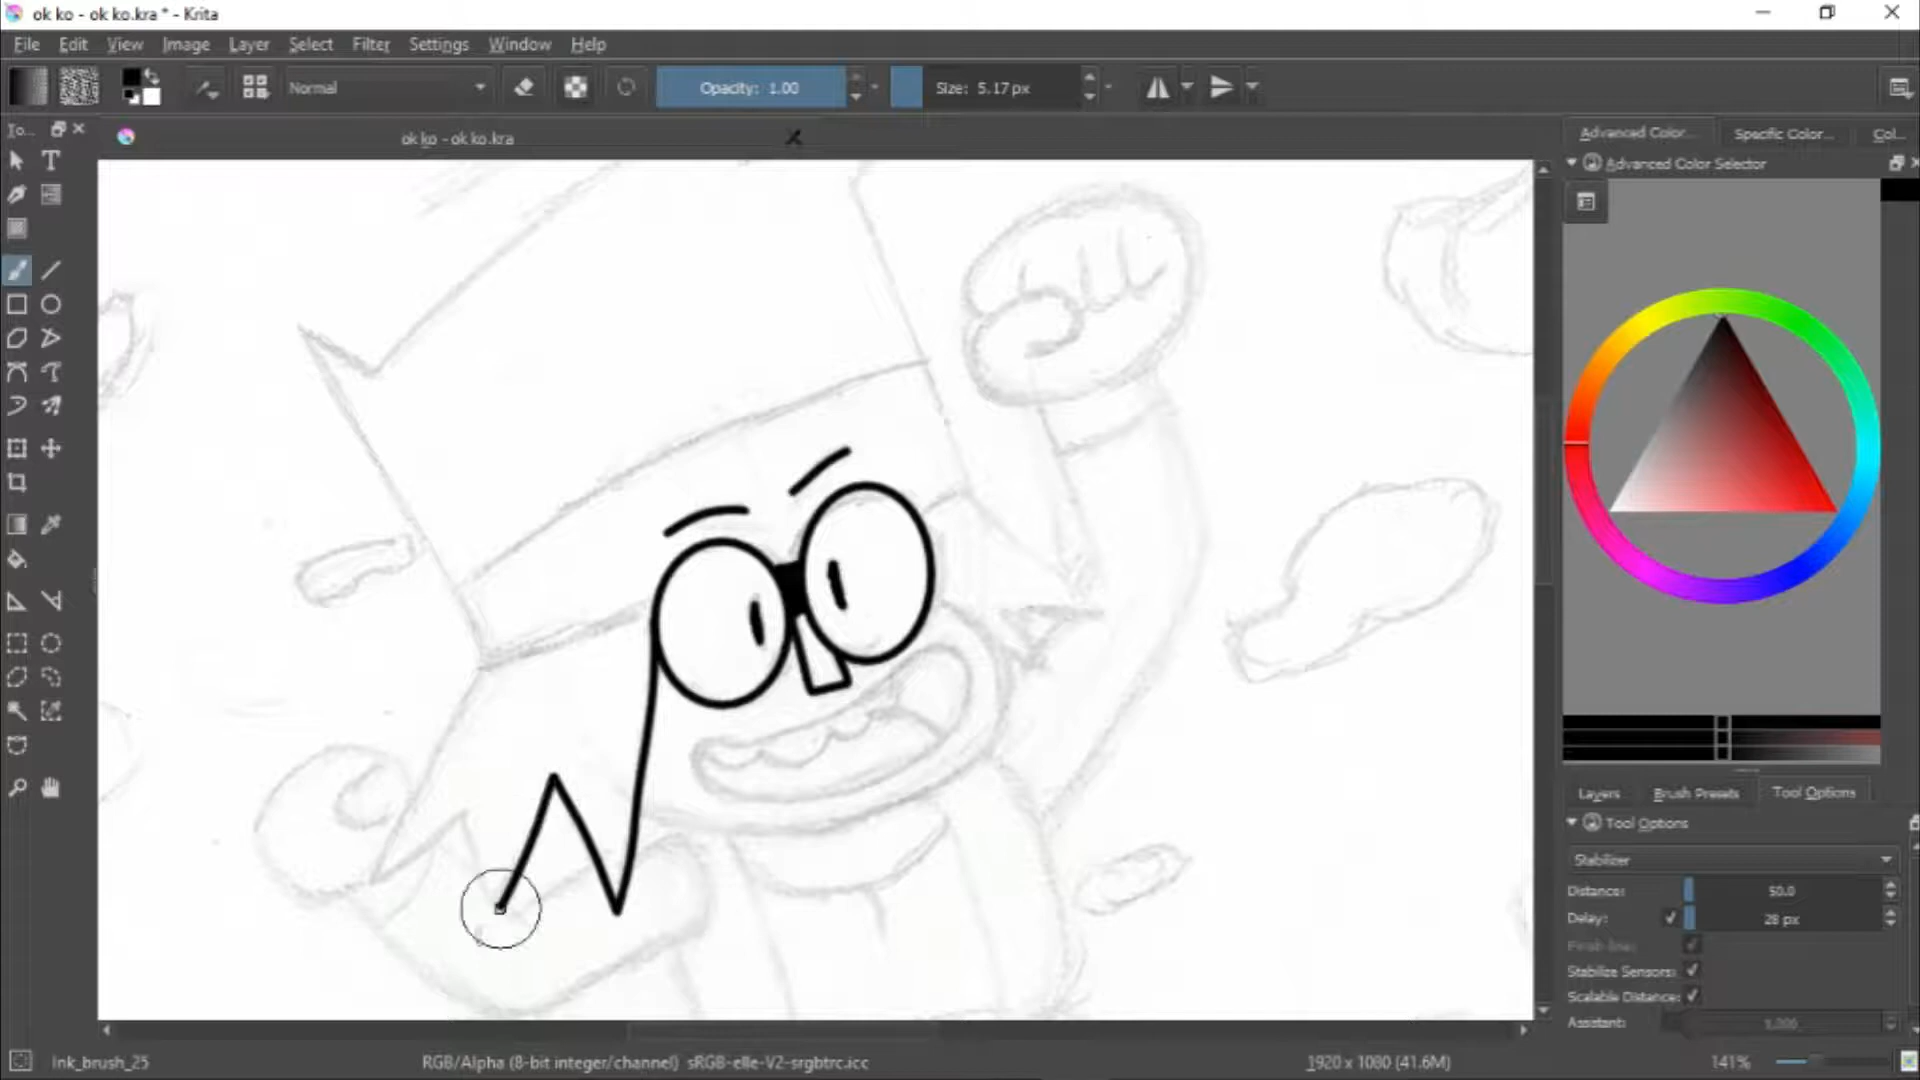 ok ko - ok ko.kra * - Krita
File Edit View Image Layer Select Filter Settings Window Help
Normal Opacity: 1.00 Size: 5.17 px
To... ok ko - ok ko.kra Advanced Color... Specific Color... Col...
T Advanced Color Selector
Layers Brush Presets Tool Options
Tool Options
Stabilizer
Distance: 50.0
Delay: 28 px
Finish line:
Stabilize Sensors:
Scalable Distance:
Assistant: 1,000
Ink_brush_25 RGB/Alpha (8-bit integer/channel) sRGB-elle-V2-srgbtrc.icc 1920 x 1080 (41.6M) 141%